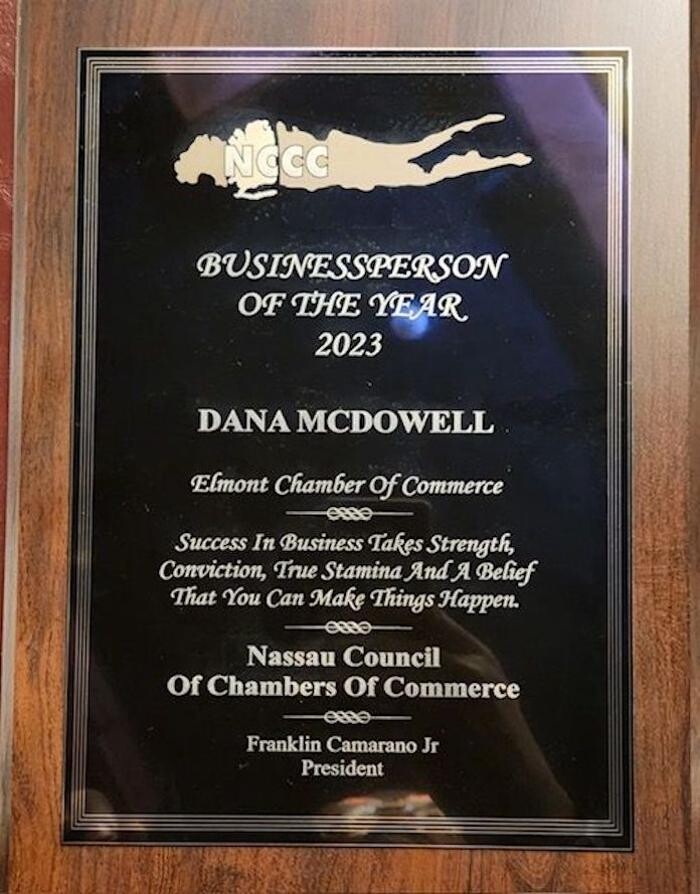 NCCC
BUSINESSPERSON
OF THE YEAR
2023
DANA MCDOWELL
Elmont Chamber Of Commerce
Success In Business Takes Strength,
Conviction, True Stamina And A Belief
That You Can Make Things Happen.
Nassau Council
Of Chambers Of Commerce
Franklin Camarano Jr
President